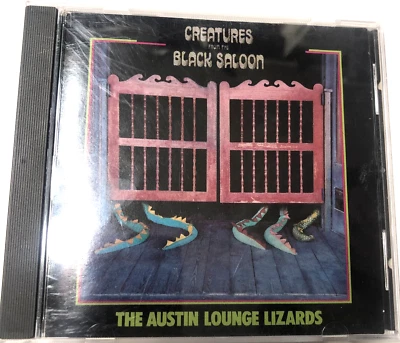 CREATURES
FROM THE
BLACK SALOON
THE AUSTIN LOUNGE LIZARDS